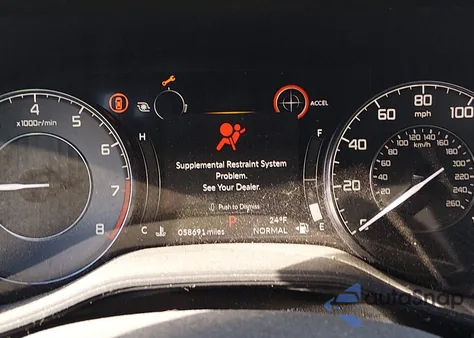 4 5 6 7 8
x1000r/min
ACCEL
H
C
Supplemental Restraint System
Problem.
See Your Dealer.
Push to Dismiss
P 24°F
058691 miles NORMAL
F
E
20 40 60 80 100
mph
km/h
80 100 120 140 160 180 200 220 240 260
autosnap